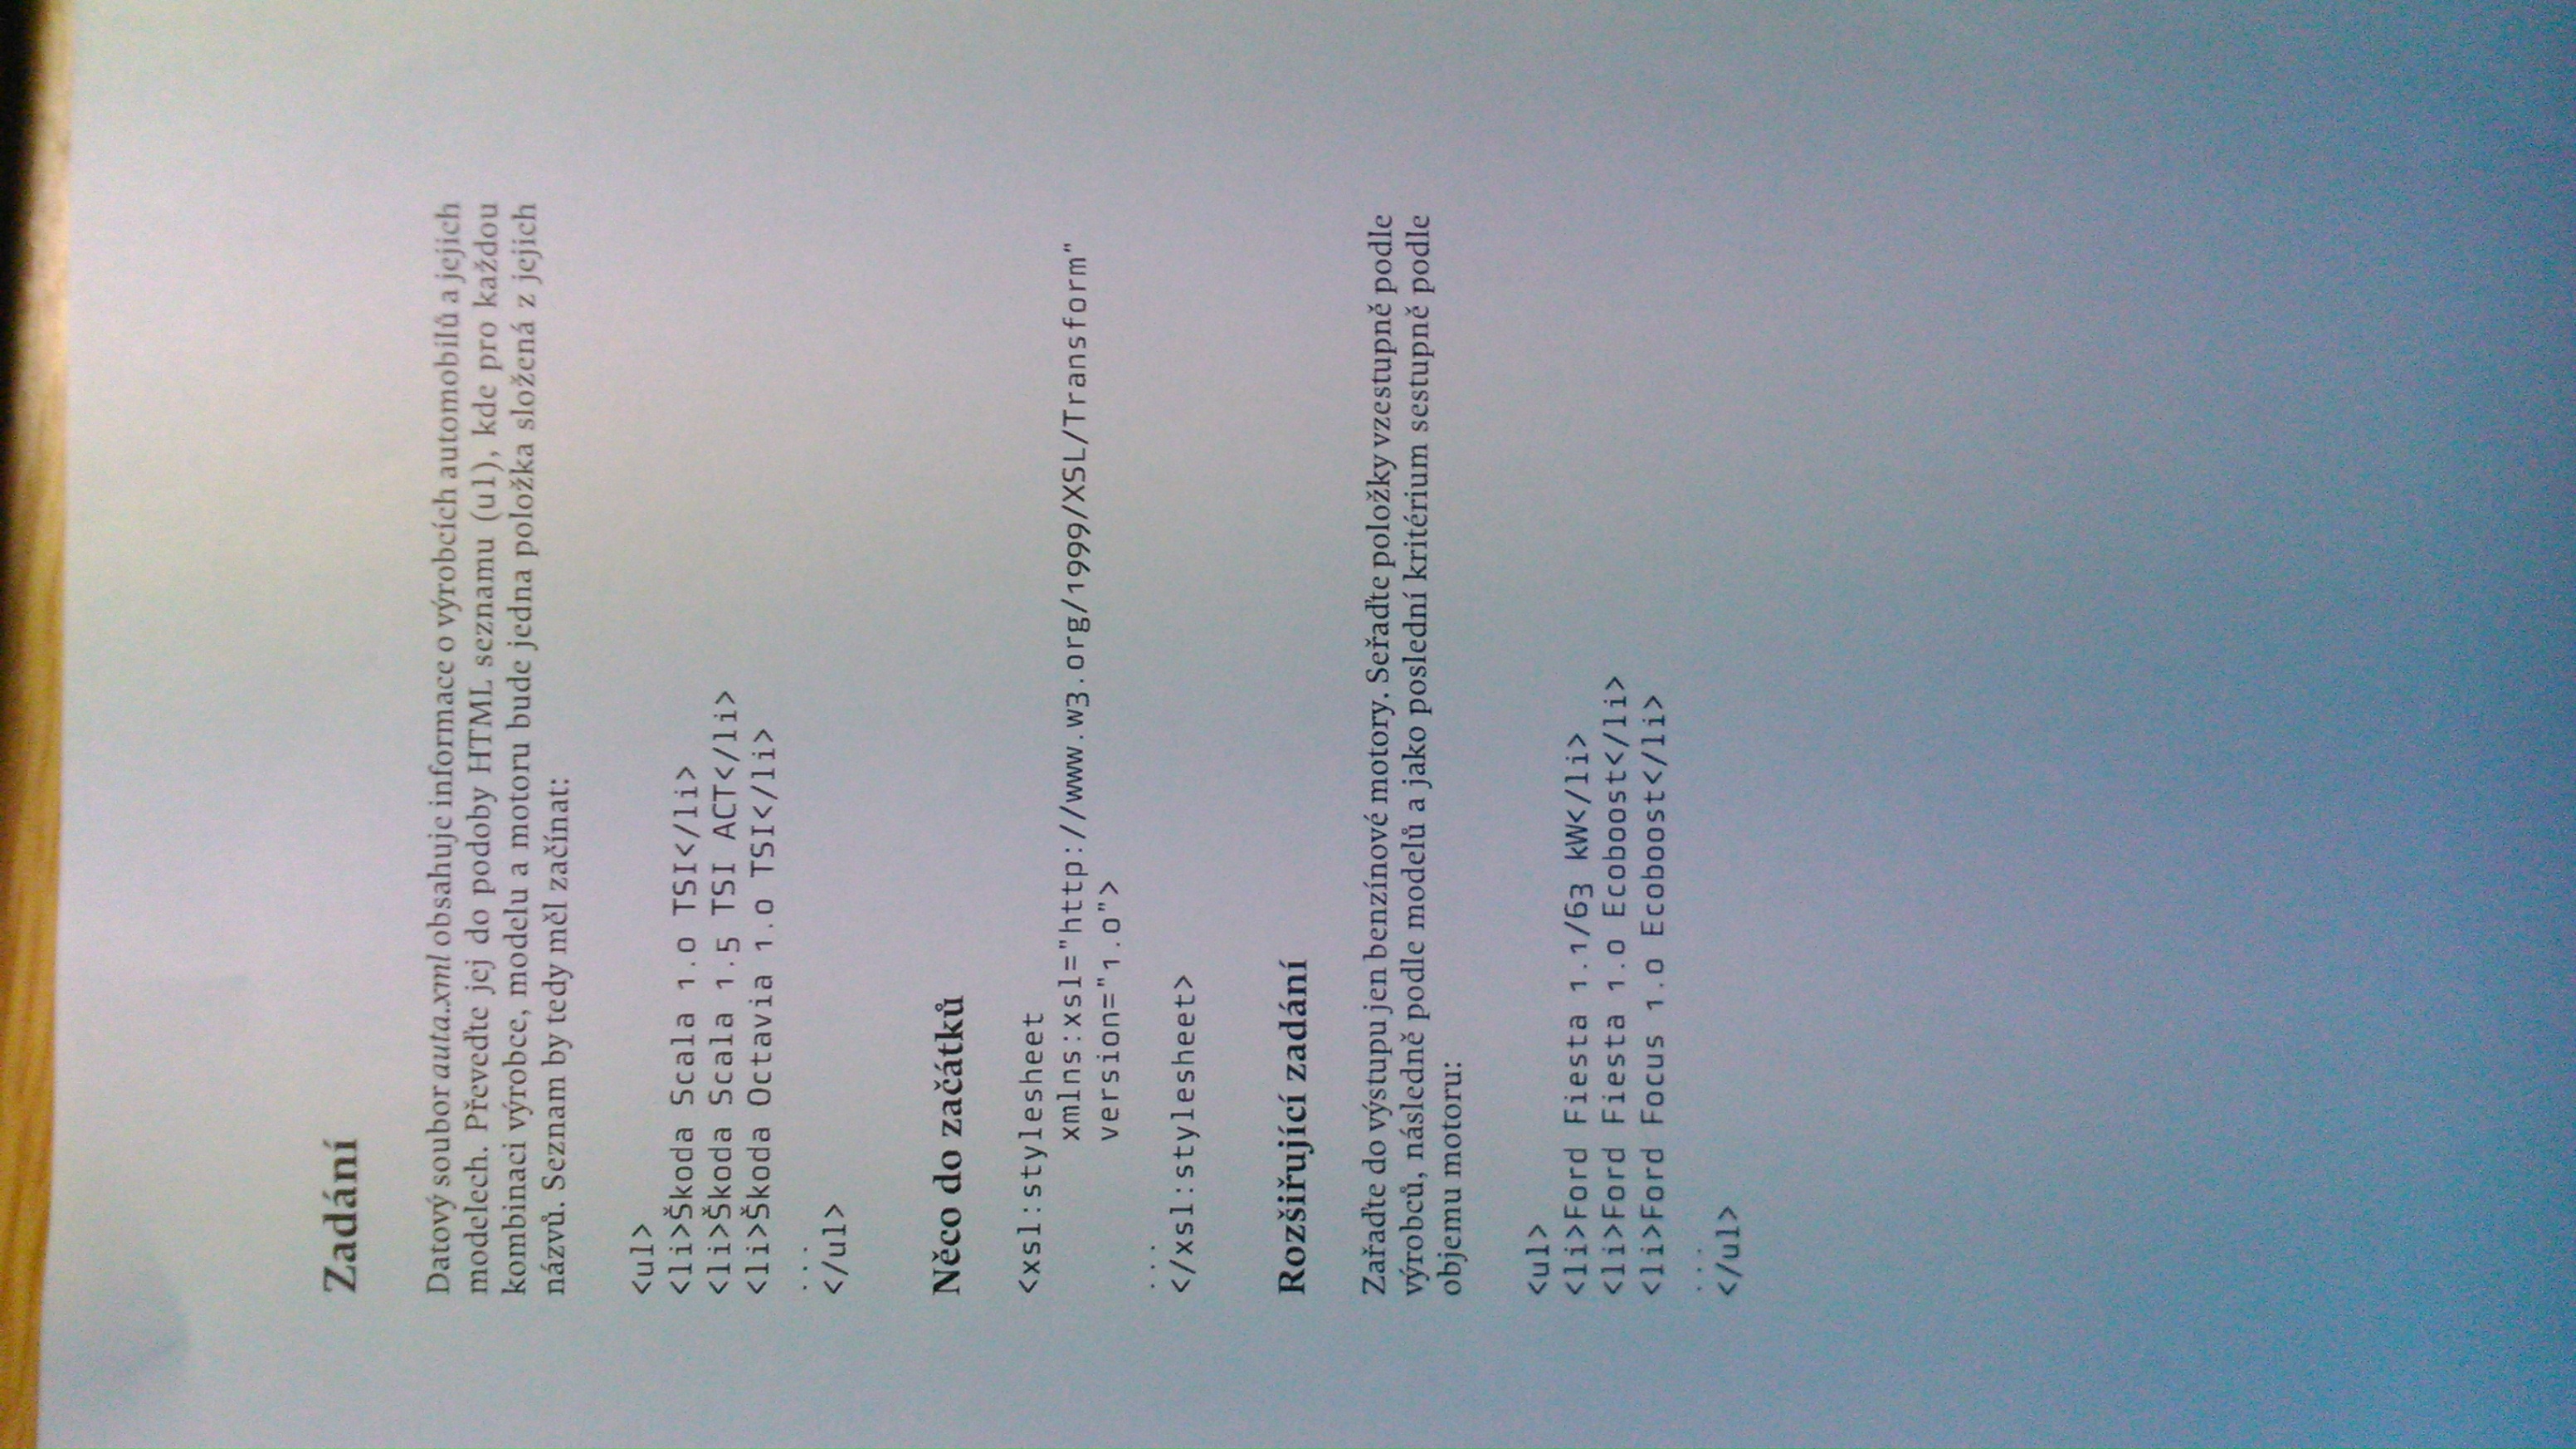 Zadání
Datový soubor auta.xml obsahuje informace o výrobcích automobilů a jejich
modelech. Převeďte jej do podoby HTML seznamu (ul), kde pro každou
kombinaci výrobce, modelu a motoru bude jedna položka složená z jejich
názvů. Seznam by tedy měl začínat:
<ul>
<li>Škoda Scala 1.0 TSI</li>
<li>Škoda Scala 1.5 TSI ACT</li>
<li>Škoda Octavia 1.0 TSI</li>
...
</ul>
Něco do začátků
<xsl:stylesheet
xmlns:xsl="http://www.w3.org/1999/XSL/Transform"
version="1.0">
...
</xsl:stylesheet>
Rozšiřující zadání
Zařaďte do výstupu jen benzínové motory. Seřaďte položky vzestupně podle
výrobců, následně podle modelů a jako poslední kritérium sestupně podle
objemu motoru:
<ul>
<li>Ford Fiesta 1.1/63 kW</li>
<li>Ford Fiesta 1.0 Ecoboost</li>
<li>Ford Focus 1.0 Ecoboost</li>
...
</ul>